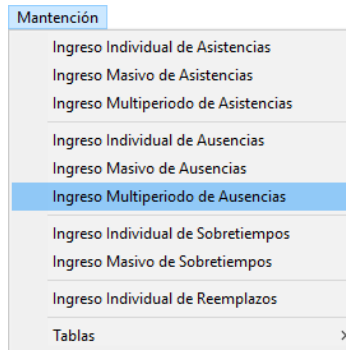 Mantención
Ingreso Individual de Asistencias
Ingreso Masivo de Asistencias
Ingreso Multiperiodo de Asistencias
Ingreso Individual de Ausencias
Ingreso Masivo de Ausencias
Ingreso Multiperiodo de Ausencias
Ingreso Individual de Sobretiempos
Ingreso Masivo de Sobretiempos
Ingreso Individual de Reemplazos
Tablas